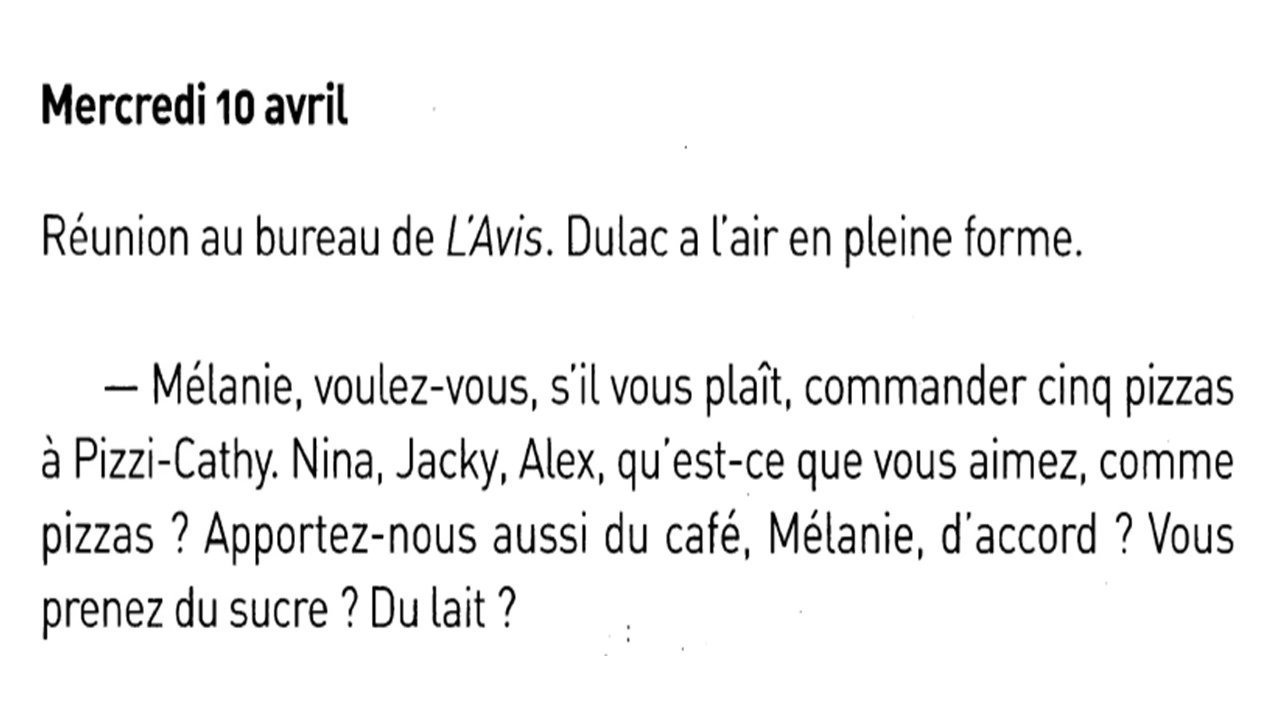 Mercredi 10 avril
Réunion au bureau de L'Avis. Dulac a l'air en pleine forme.
— Mélanie, voulez-vous, s'il vous plaît, commander cinq pizzas
à Pizzi-Cathy. Nina, Jacky, Alex, qu'est-ce que vous aimez, comme
pizzas ? Apportez-nous aussi du café, Mélanie, d'accord ? Vous
prenez du sucre ? Du lait ?